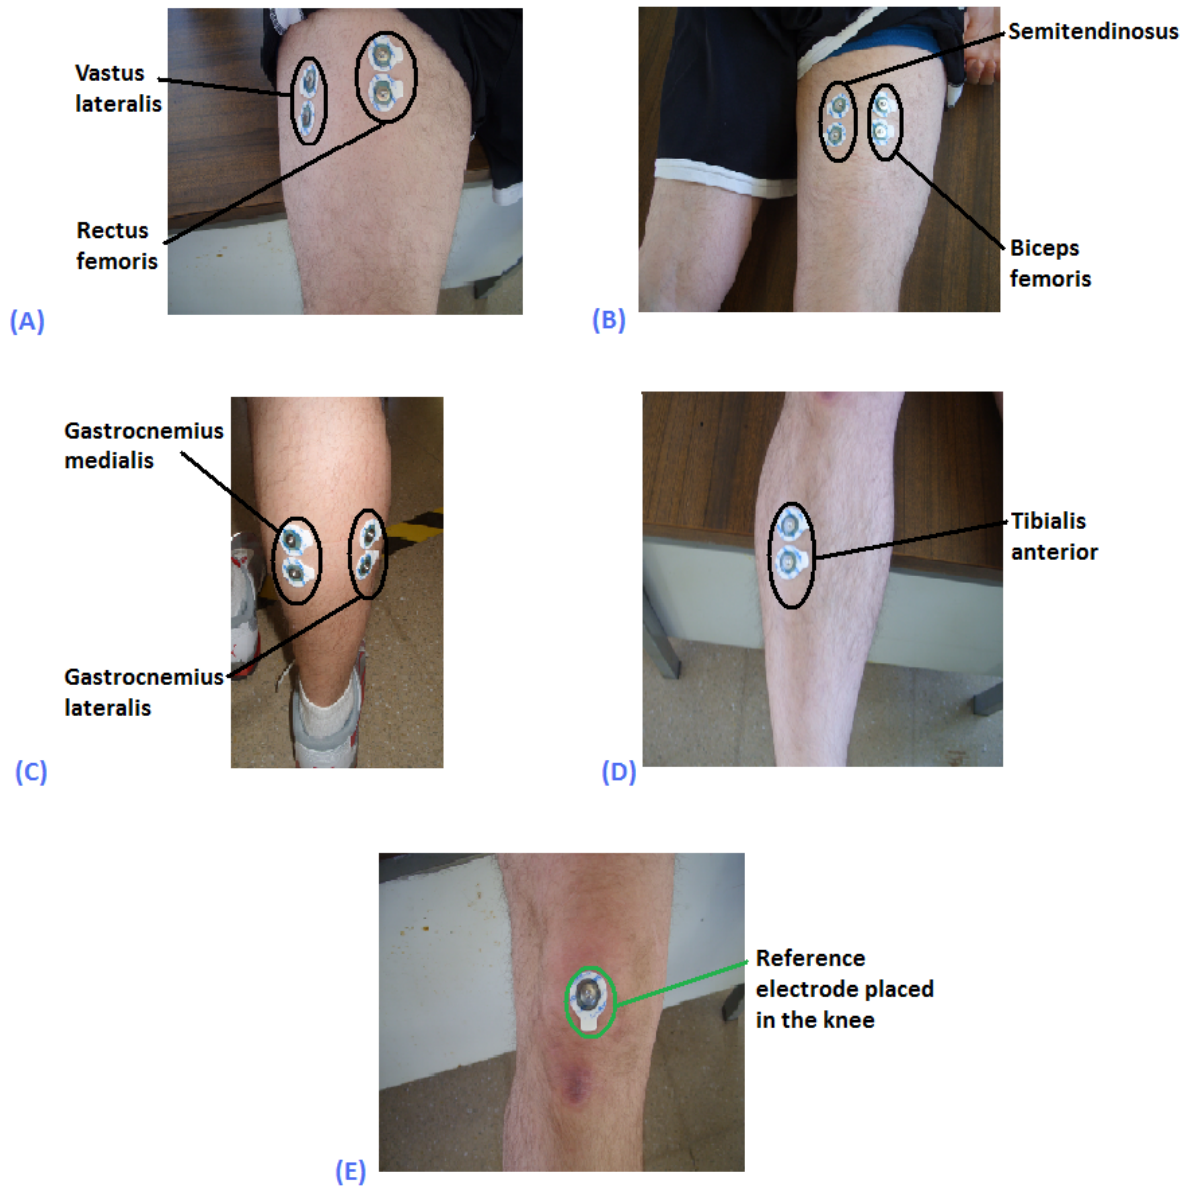 Vastus
lateralis
Rectus
femoris
(A)
Semitendinosus
Biceps
femoris
(B)
Gastrocnemius
medialis
Gastrocnemius
lateralis
(C)
Tibialis
anterior
(D)
Reference
electrode placed
in the knee
(E)